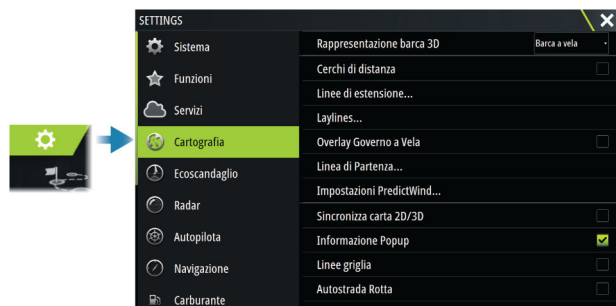 SETTINGS
Sistema
Funzioni
Servizi
Cartografia
Ecoscandaglio
Radar
Autopilota
Navigazione
Carburante
Rappresentazione barca 3D
Barca a vela
Cerchi di distanza
Linee di estensione...
Laylines...
Overlay Governo a Vela
Linea di Partenza...
Impostazioni PredictWind...
Sincronizza carta 2D/3D
Informazione Popup
Linee griglia
Autostrada Rotta